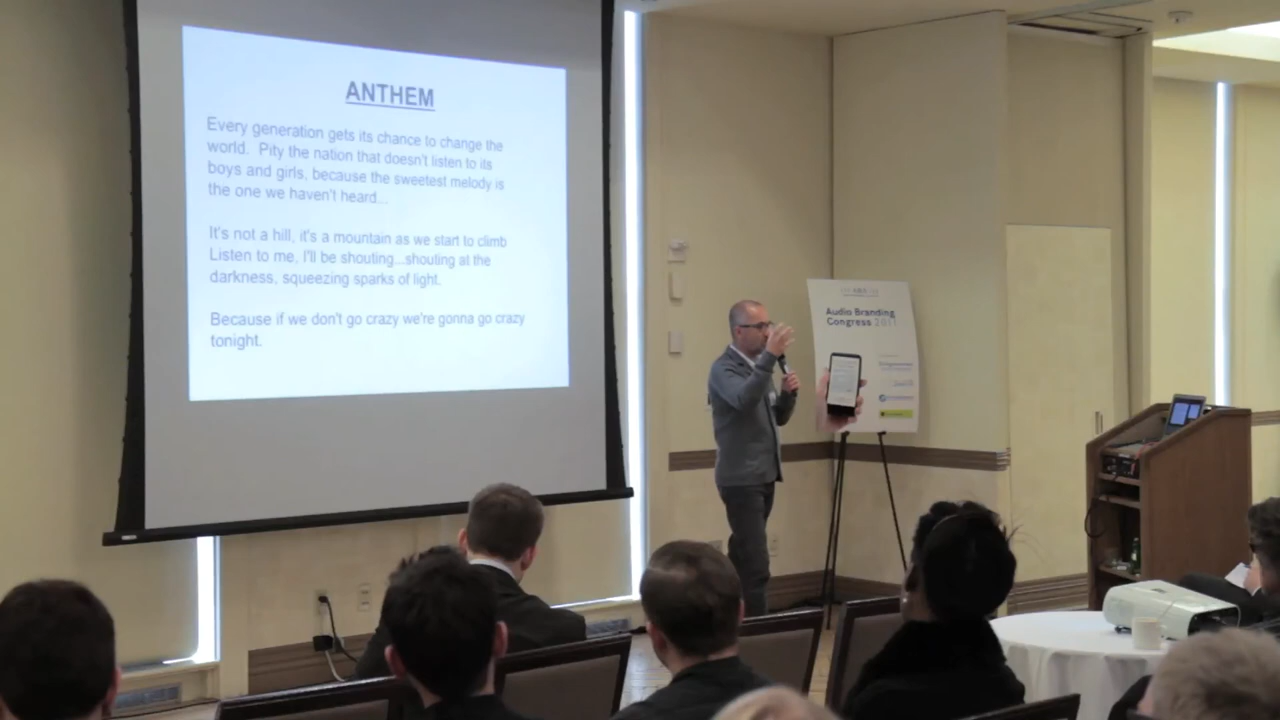 ANTHEM
Every generation gets its chance to change the
world. Pity the nation that doesn't listen to its
boys and girls, because the sweetest melody is
the one we haven't heard...
It's not a hill, it's a mountain as we start to climb
Listen to me, I'll be shouting...shouting at the
darkness, squeezing sparks of light.
Because if we don't go crazy we're gonna go crazy
tonight.
Audio Branding
Congress 2011